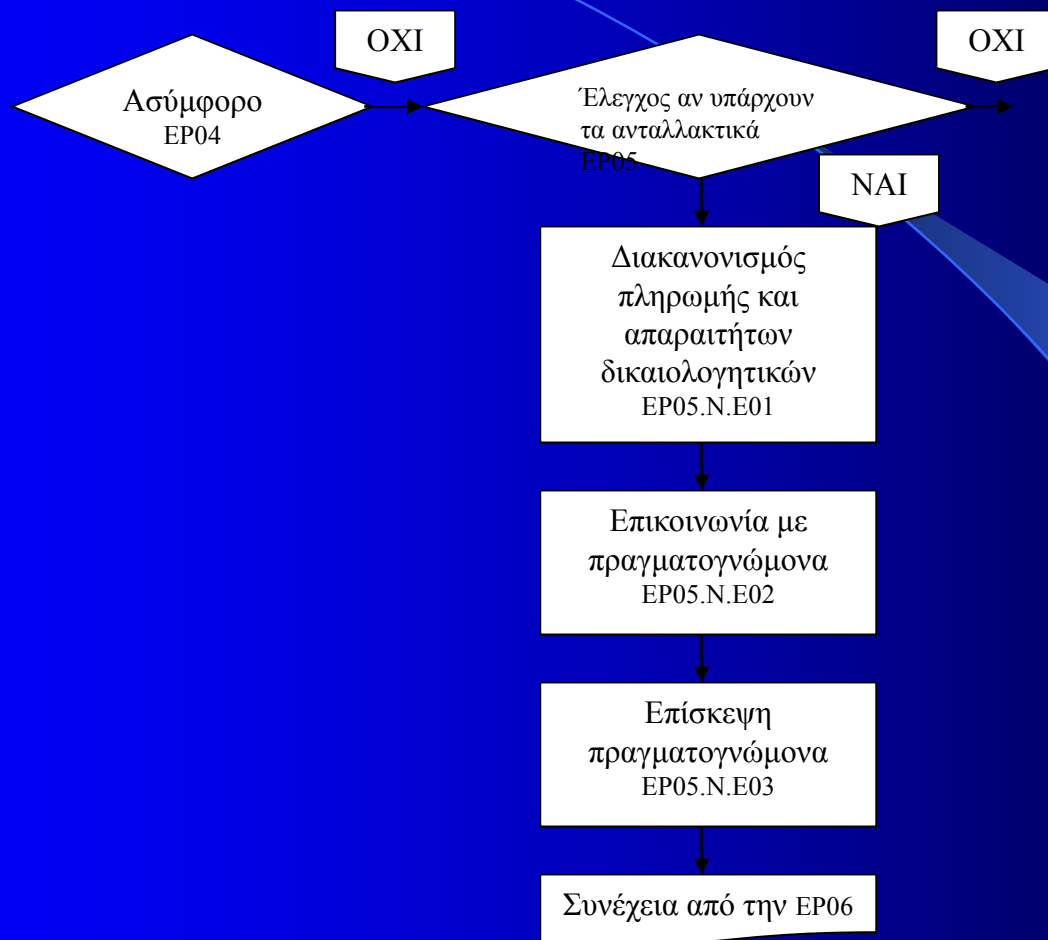 ΟΧΙ
ΟΧΙ
Ασύμφορο
EP04
Έλεγχος αν υπάρχουν
τα ανταλλακτικά
EP05
ΝΑΙ
Διακανονισμός
πληρωμής και
απαραιτήτων
δικαιολογητικών
EP05.N.E01
Επικοινωνία με
πραγματογνώμονα
EP05.N.E02
Επίσκεψη
πραγματογνώμονα
EP05.N.E03
Συνέχεια από την EP06